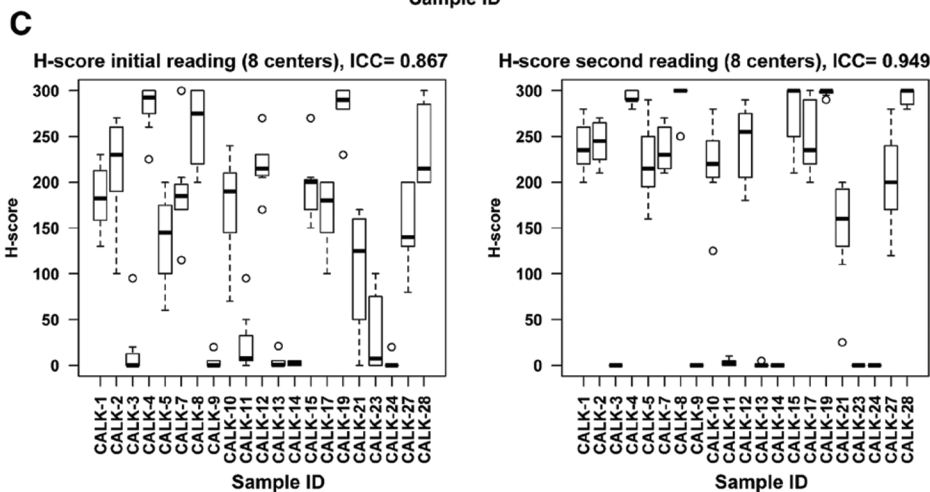 Sample ID
C
H-score initial reading (8 centers), ICC= 0.867
H-score
300
250
200
150
100
50
0
CALK-1
CALK-2
CALK-3
CALK-4
CALK-5
CALK-7
CALK-8
CALK-9
CALK-10
CALK-11
CALK-12
CALK-13
CALK-14
CALK-15
CALK-17
CALK-19
CALK-21
CALK-23
CALK-24
CALK-27
CALK-28
Sample ID
H-score second reading (8 centers), ICC= 0.949
H-score
300
250
200
150
100
50
0
CALK-1
CALK-2
CALK-3
CALK-4
CALK-5
CALK-7
CALK-8
CALK-9
CALK-10
CALK-11
CALK-12
CALK-13
CALK-14
CALK-15
CALK-17
CALK-19
CALK-21
CALK-23
CALK-24
CALK-27
CALK-28
Sample ID